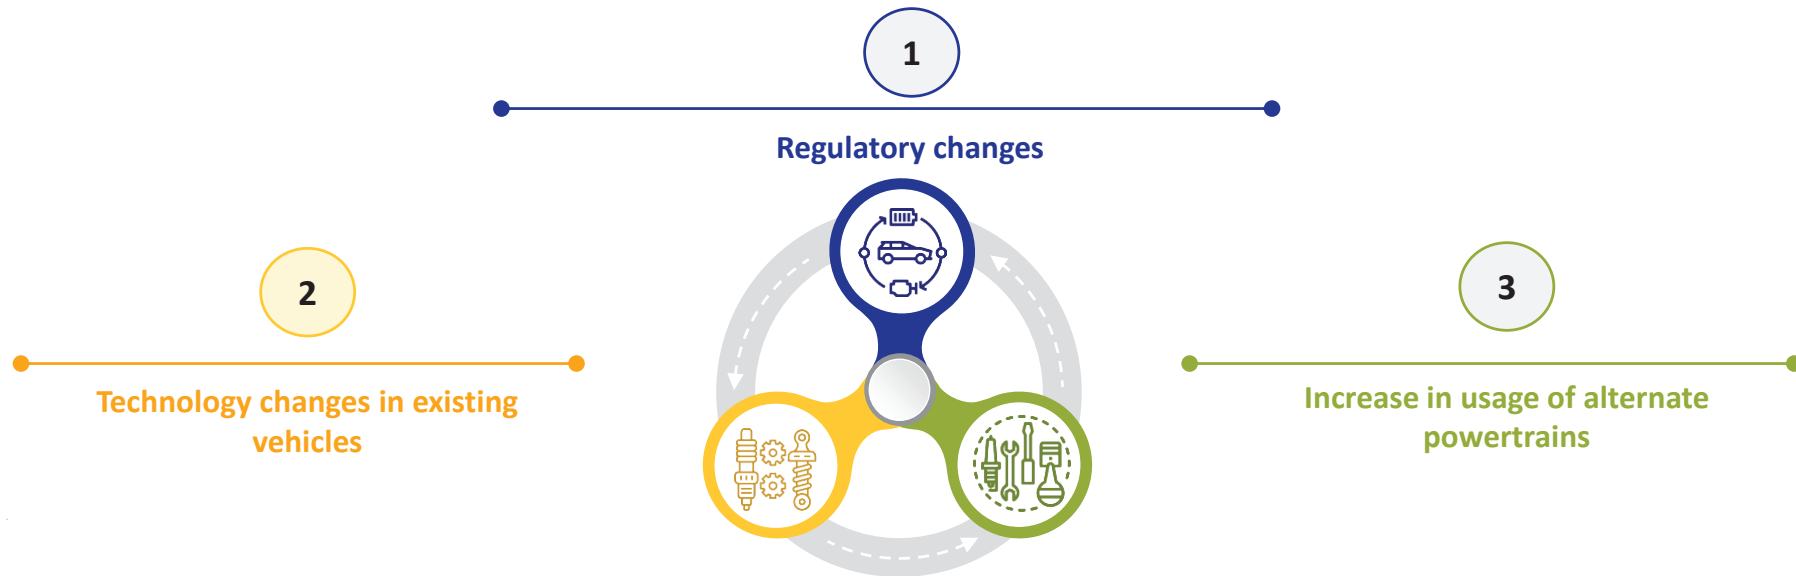 1
Regulatory changes
2
Technology changes in existing
vehicles
3
Increase in usage of alternate
powertrains